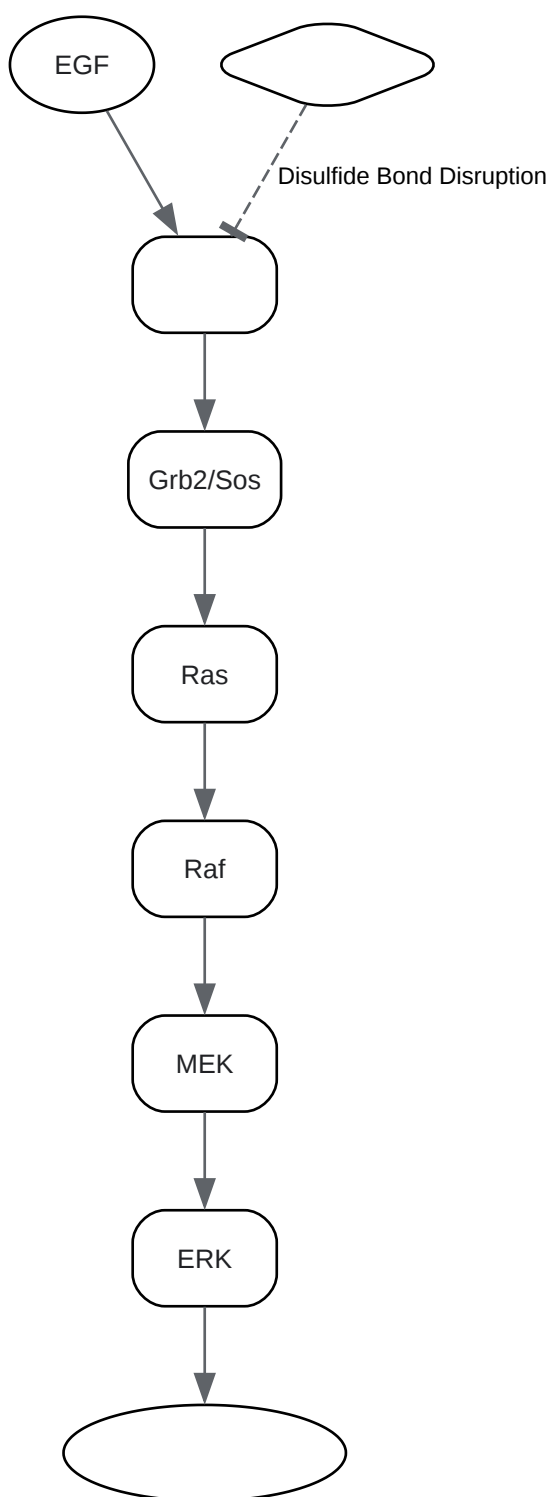 EGF
Disulfide Bond Disruption
Grb2/Sos
Ras
Raf
MEK
ERK